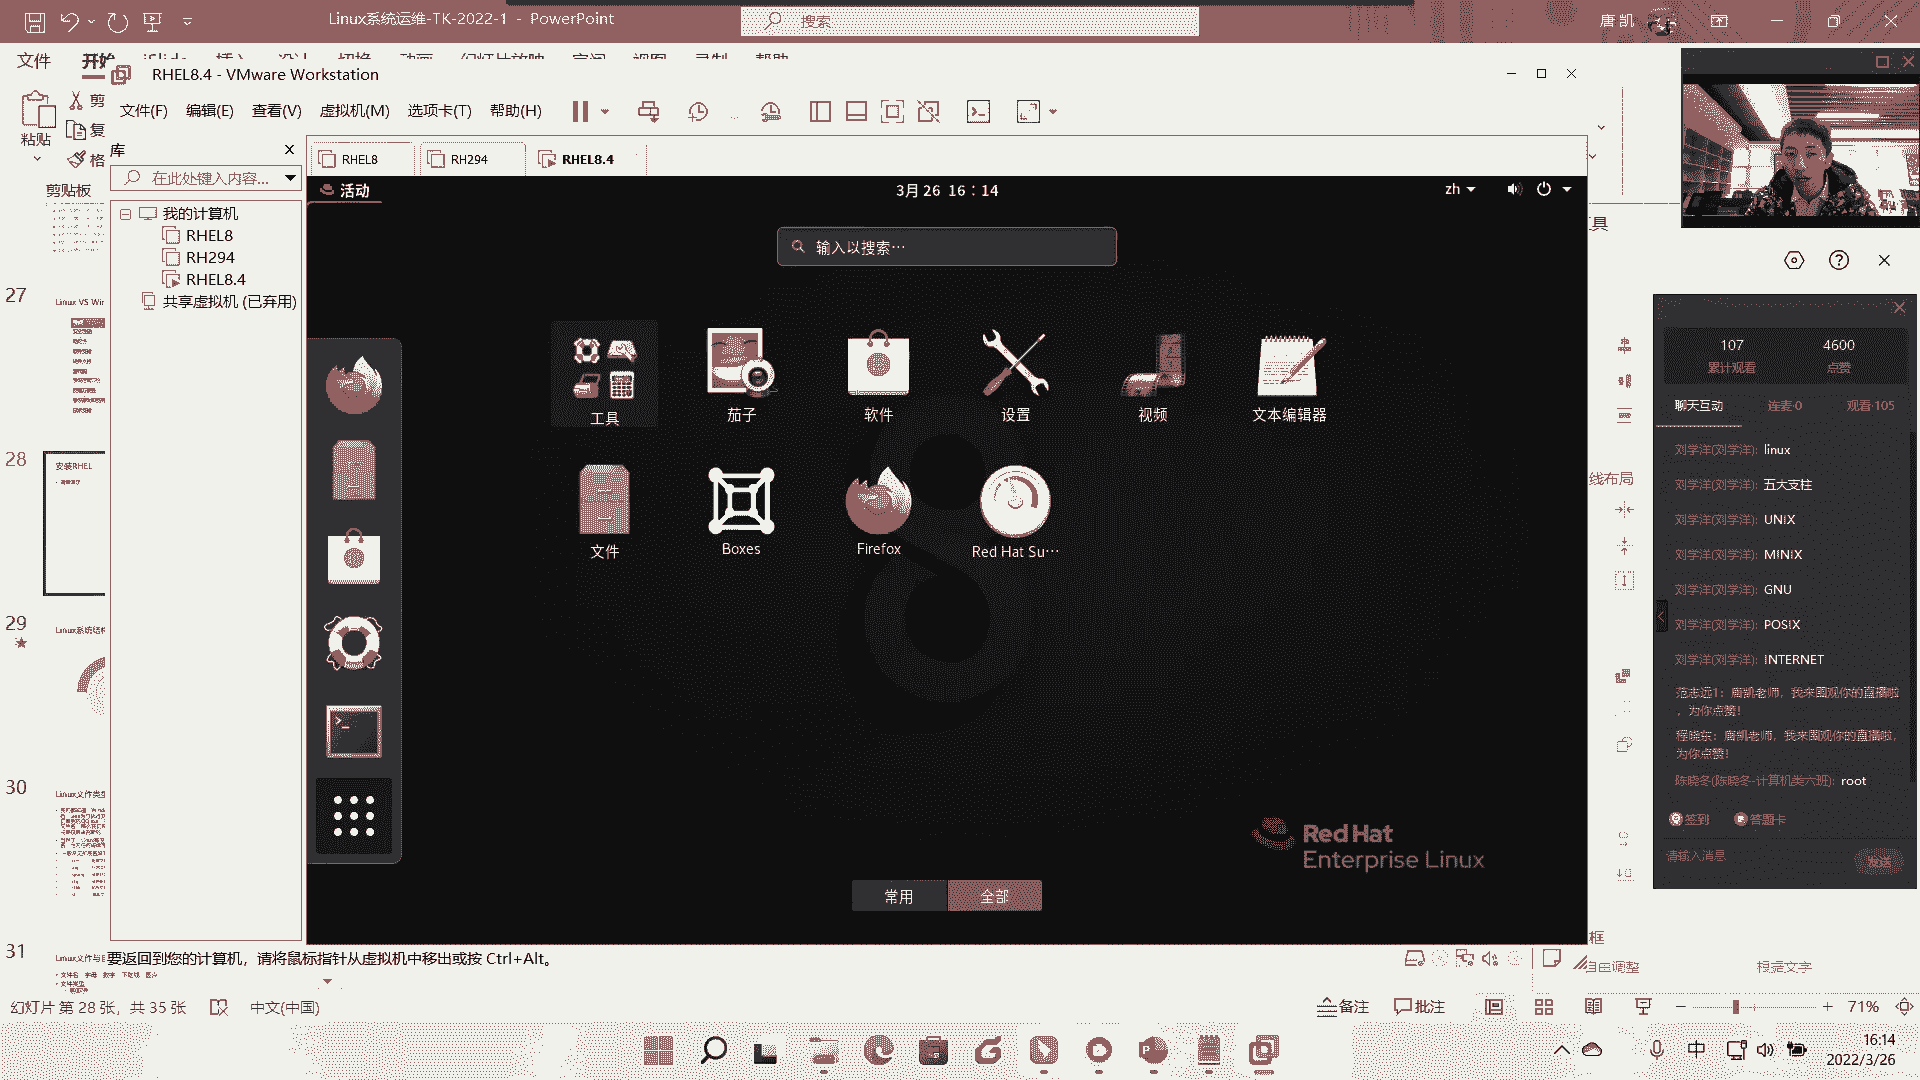 Linux系统运维-TK-2022-1 - PowerPoint
搜索
唐 凯
文件
开始
RHEL8.4 - VMware Workstation
文件(F) 编辑(E) 查看(V) 虚拟机(M) 选项卡(T) 帮助(H)
粘贴
剪
复
格
剪贴板
库
在此处键入内容...
我的计算机
RHEL8
RH294
RHEL8.4
共享虚拟机 (已弃用)
RHEL8
RH294
RHEL8.4
活动
3月 26 16：14
zh
输入以搜索…
工具
茄子
软件
设置
视频
文本编辑器
文件
Boxes
Firefox
Red Hat Su…
Red Hat
Enterprise Linux
常用
全部
27
Linux VS Wir
28
安装RHEL
29
Linux系统结构
30
Linux文件类型
31
要返回到您的计算机，请将鼠标指针从虚拟机中移出或按 Ctrl+Alt。
具
线布局
框
自由调整
根据文字
107
累计观看
4600
点赞
聊天互动
连麦·0
观看·105
刘学洋(刘学洋): linux
刘学洋(刘学洋): 五大支柱
刘学洋(刘学洋): UNIX
刘学洋(刘学洋): MINIX
刘学洋(刘学洋): GNU
刘学洋(刘学洋): POSIX
刘学洋(刘学洋): INTERNET
范志远1: 唐凯老师，我来围观你的直播啦
，为你点赞!
程晓东: 唐凯老师，我来围观你的直播啦,
为你点赞!
陈晓冬(陈晓冬-计算机类六班): root
签到
答题卡
请输入消息
发送
幻灯片 第 28 张，共 35 张
中文(中国)
备注
批注
71%
中
16:14
2022/3/26